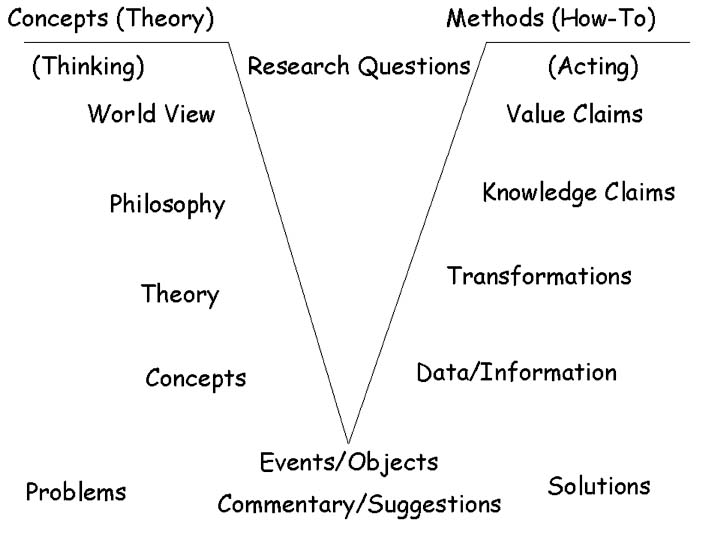 Concepts (Theory)
Methods (How-To)
(Thinking)
Research Questions
(Acting)
World View
Value Claims
Philosophy
Knowledge Claims
Theory
Transformations
Concepts
Data/Information
Events/Objects
Problems
Commentary/Suggestions
Solutions